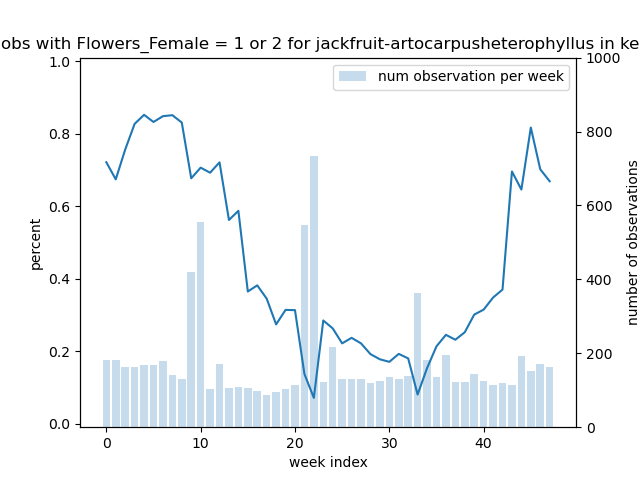 obs with Flowers_Female = 1 or 2 for jackfruit-artocarpusheterophyllus in ke
num observation per week
1.0
0.8
0.6
0.4
0.2
0.0
percent
1000
800
600
400
200
0
number of observations
0 10 20 30 40
week index